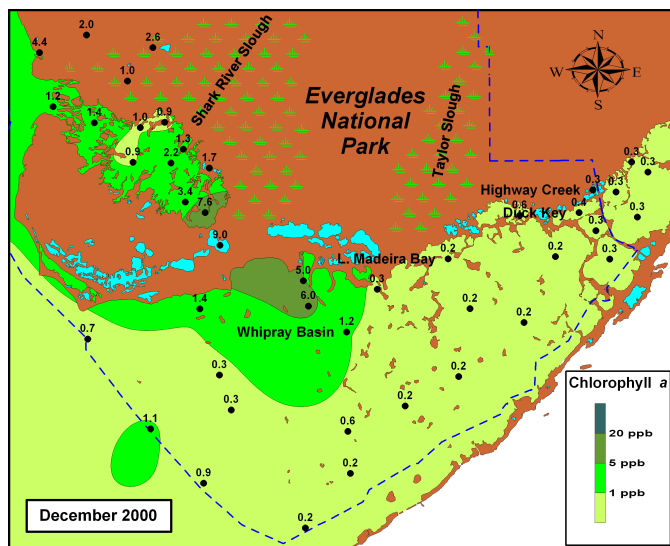 2.0
2.6
4.4
Shark River Slough
N
W E
S
1.0
Everglades
National
Park
Taylor Slough
1.2
1.4
1.0
0.9
1.3
0.9
2.2
1.7
0.3
0.3
Highway Creek
0.3
0.3
3.4
7.6
0.6
0.4
Duck Key
0.3
0.3
9.0
L. Madeira Bay
0.2
0.2
0.3
5.0
0.3
6.0
1.4
0.2
0.2
Whipray Basin
1.2
0.7
0.3
0.2
Chlorophyll a
20 ppb
5 ppb
1 ppb
0.3
0.2
1.1
0.6
0.9
0.2
0.2
December 2000